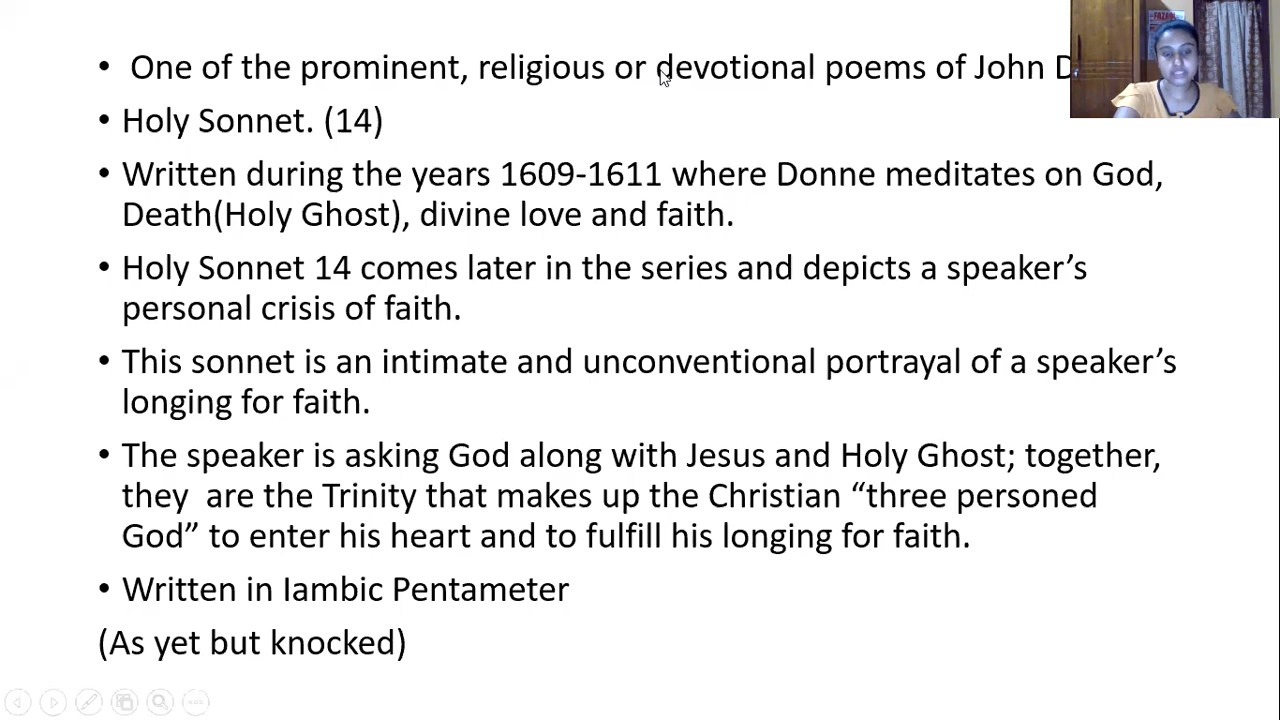 • One of the prominent, religious or devotional poems of John D
• Holy Sonnet. (14)
• Written during the years 1609-1611 where Donne meditates on God,
Death(Holy Ghost), divine love and faith.
• Holy Sonnet 14 comes later in the series and depicts a speaker’s
personal crisis of faith.
• This sonnet is an intimate and unconventional portrayal of a speaker’s
longing for faith.
• The speaker is asking God along with Jesus and Holy Ghost; together,
they  are the Trinity that makes up the Christian “three personed
God” to enter his heart and to fulfill his longing for faith.
• Written in Iambic Pentameter
(As yet but knocked)